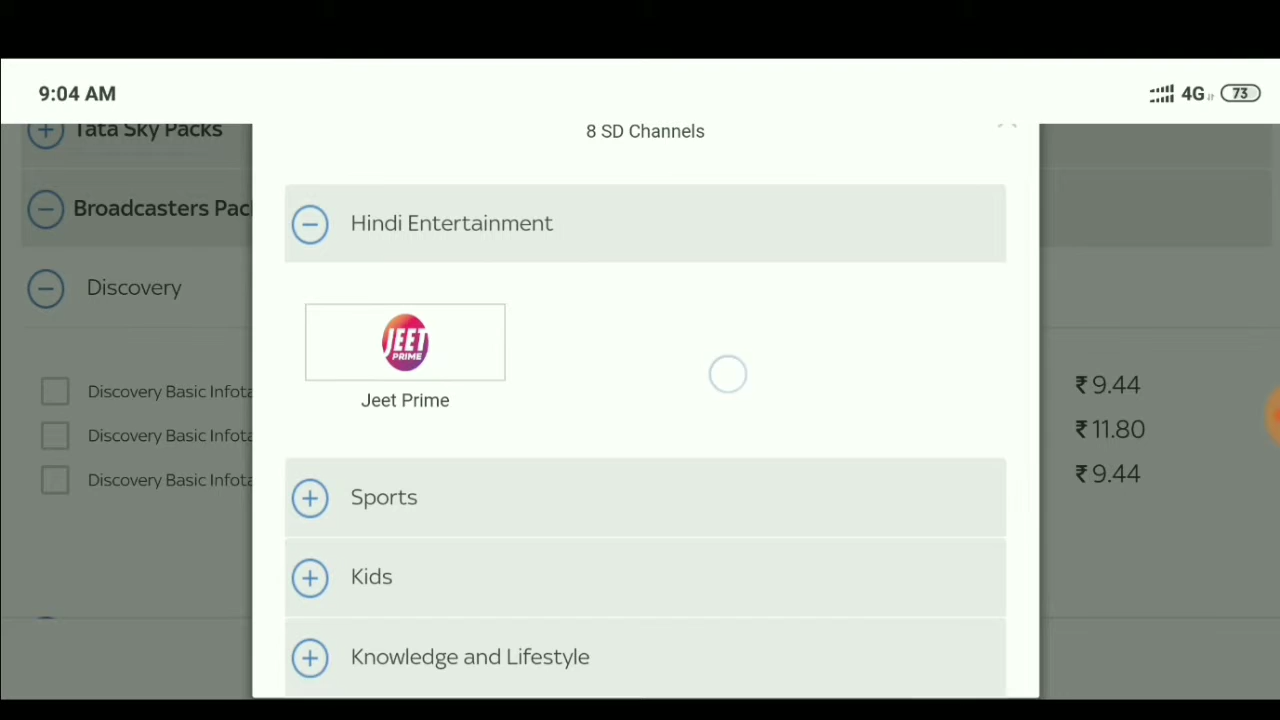 9:04 AM
4G
73
Tata Sky Packs
8 SD Channels
Broadcasters Pac
Hindi Entertainment
Discovery
JEET
PRIME
Jeet Prime
Discovery Basic Infota
₹ 9.44
Discovery Basic Infota
₹ 11.80
Discovery Basic Infota
₹ 9.44
Sports
Kids
Knowledge and Lifestyle